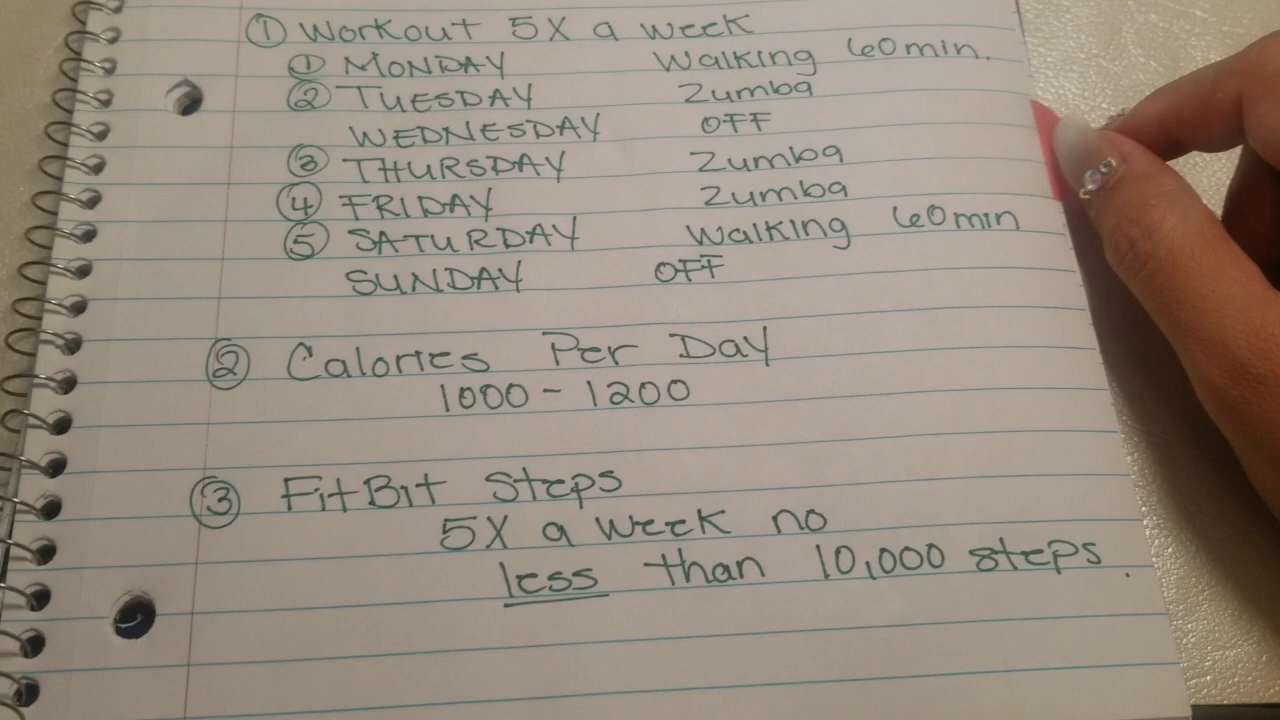 ① Workout 5X a week
① MONDAY Walking 60min.
② TUESDAY Zumba
WEDNESDAY OFF
③ THURSDAY Zumba
④ FRIDAY Zumba
⑤ SATURDAY Walking 60min
SUNDAY OFF
② Calories Per Day
1000 - 1200
③ FitBit Steps
5X a week no
less than 10,000 steps.